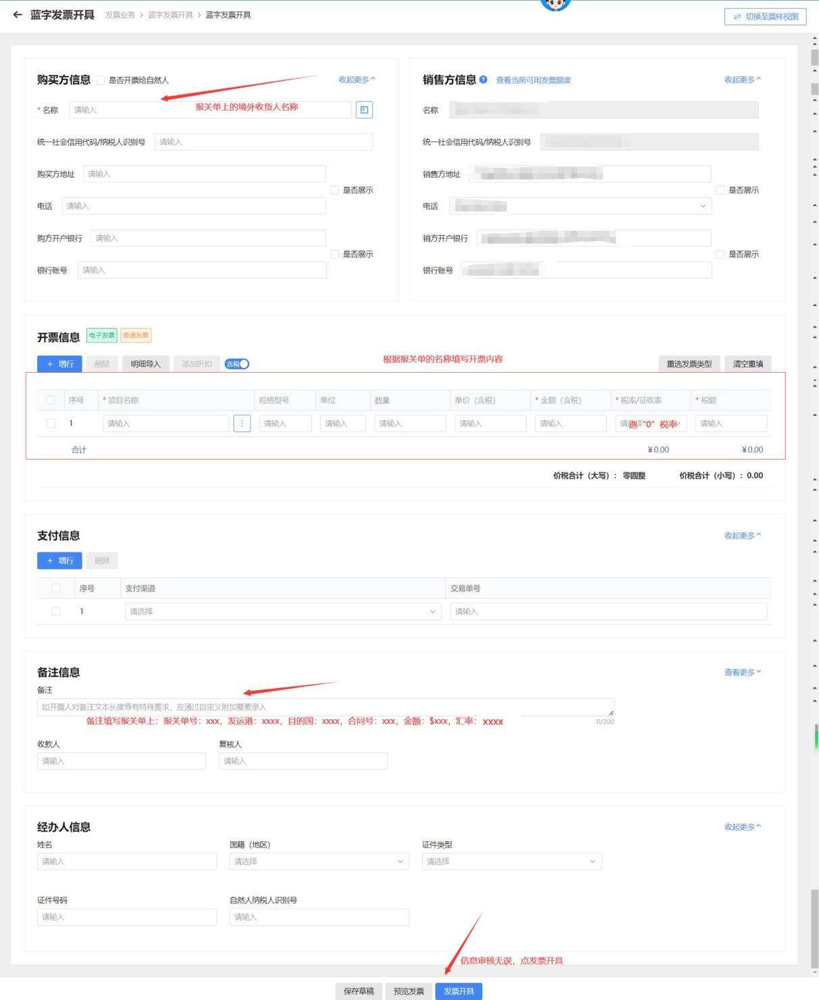 ← 蓝字发票开具 发票业务 > 蓝字发票开具 > 蓝字发票开具
切换至票样视图
购买方信息 是否开票给自然人 收起更多
* 名称 请输入 报关单上的境外收货人名称
统一社会信用代码/纳税人识别号 请输入
购买方地址 请输入
是否展示
电话 请输入
购方开户银行 请输入
是否展示
银行账号 请输入
销售方信息 ? 查看当前可用发票额度 收起更多
名称
统一社会信用代码/纳税人识别号
销售方地址
是否展示
电话
销方开户银行
是否展示
银行账号
开票信息 电子发票 普通发票
+ 增行 删除 明细导入 添加折扣 含税 根据报关单的名称填写开票内容 重选发票类型 清空重填
序号 * 项目名称 规格型号 单位 数量 单价（含税） * 金额（含税） * 税率/征收率 * 税额
1 请输入 请输入 请输入 请输入 请输入 请输入 选“0”税率 请输入
合计 ¥0.00 ¥0.00
价税合计（大写）： 零圆整 价税合计（小写）：0.00
支付信息 收起更多
+ 增行 删除
序号 支付渠道 交易单号
1 请选择 请输入
备注信息 查看更多
备注
如开票人对备注文本长度等有特殊需求，应通过自定义附加要素录入
备注填写报关单上：报关单号：xxx，发运港：xxxx，目的国：xxxx，合同号：xxx，金额：$xxx，汇率：xxxx
0/200
收款人 复核人
请输入 请输入
经办人信息 收起更多
姓名 国籍（地区） 证件类型
请输入 请选择 请选择
证件号码 自然人纳税人识别号
请输入 请输入
信息审核无误，点发票开具
保存草稿 预览发票 发票开具